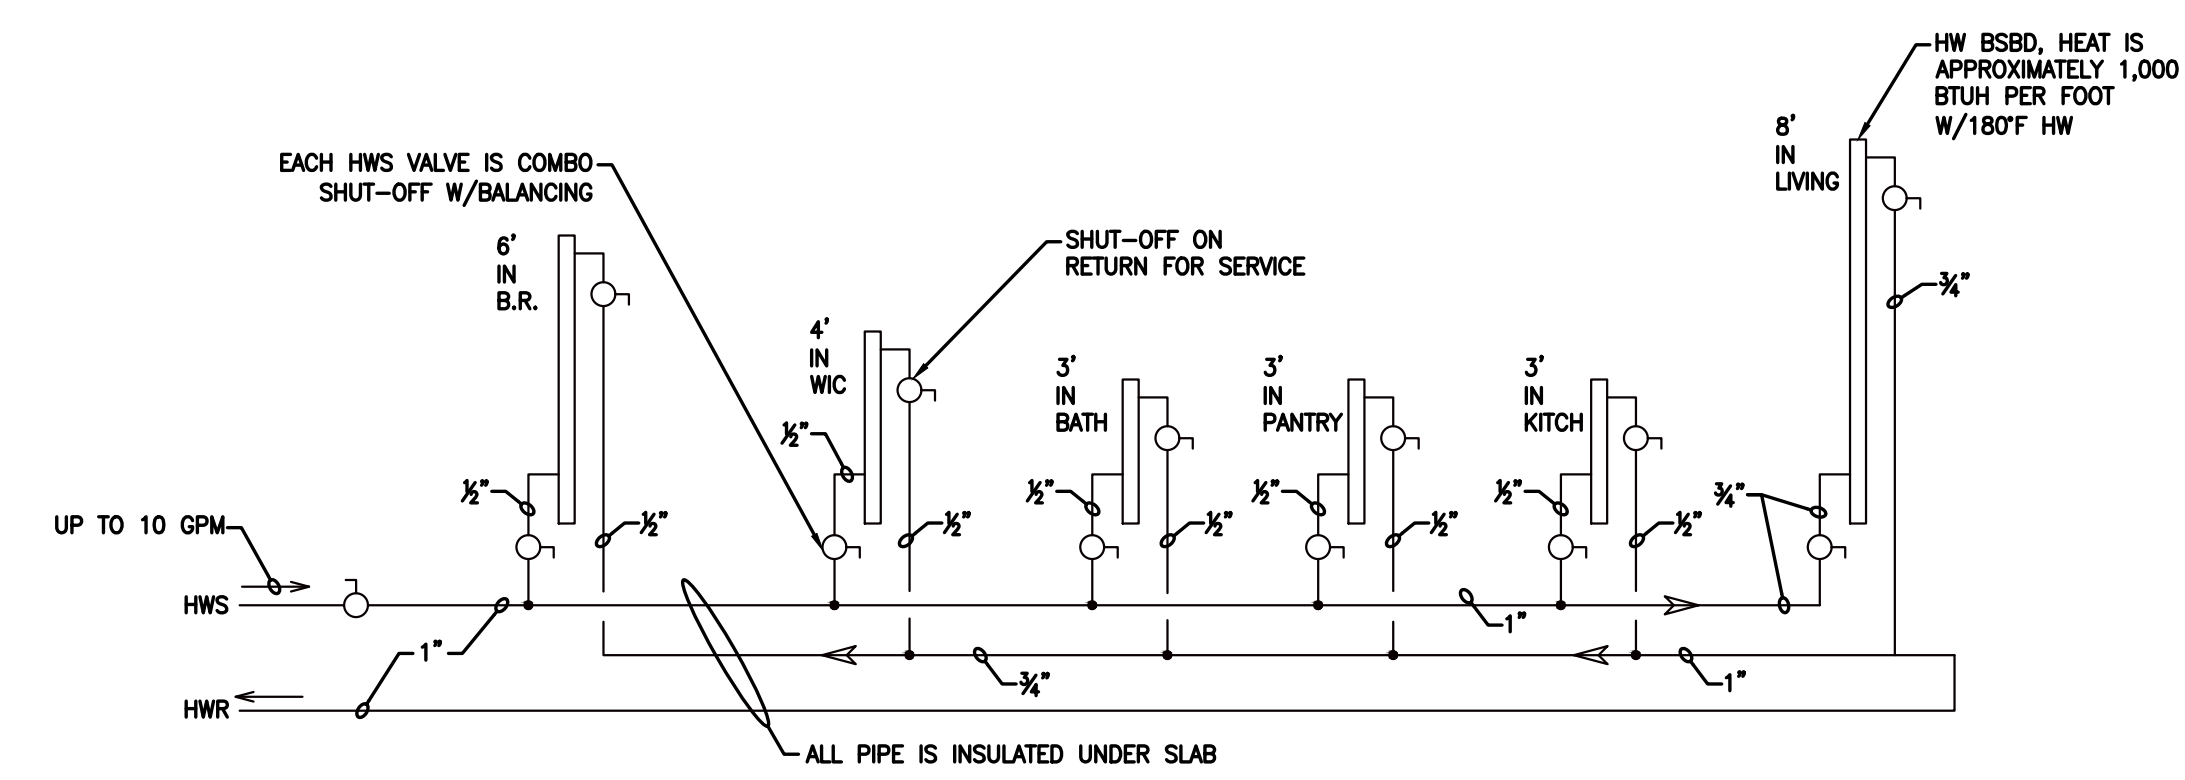 HW BSBD, HEAT IS
APPROXIMATELY 1,000
BTUH PER FOOT
W/180°F HW
8'
IN
LIVING
EACH HWS VALVE IS COMBO
SHUT-OFF W/BALANCING
6'
IN
B.R.
SHUT-OFF ON
RETURN FOR SERVICE
3/4"
4'
IN
WIC
3'
IN
BATH
3'
IN
PANTRY
3'
IN
KITCH
1/2"
1/2"
1/2"
1/2"
1/2"
3/4"
UP TO 10 GPM
1/2"
1/2"
1/2"
1/2"
1/2"
HWS
1"
1"
3/4"
1"
HWR
ALL PIPE IS INSULATED UNDER SLAB